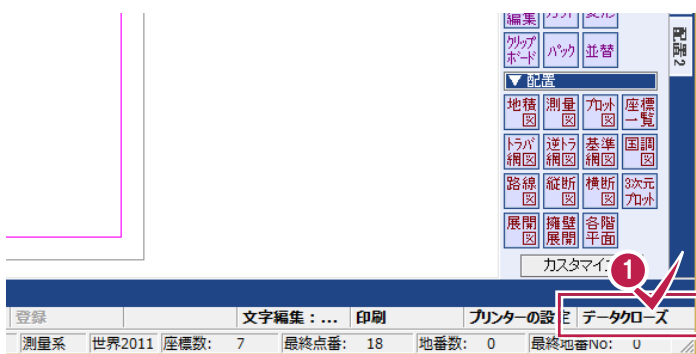 編集
クリップボード パック 並替
配置2
▼ 配置
地積図 測量図 プロット図 座標一覧
トラバ網図 逆トラ網図 基準網図 国調図
路線図 縦断図 横断図 3次元プロット
展開図 擁壁展開 各階平面
カスタマイ
1
登録 文字編集：... 印刷 プリンターの設定 データクローズ
測量系 世界2011 座標数: 7 最終点番: 18 地番数: 0 最終地番No: 0